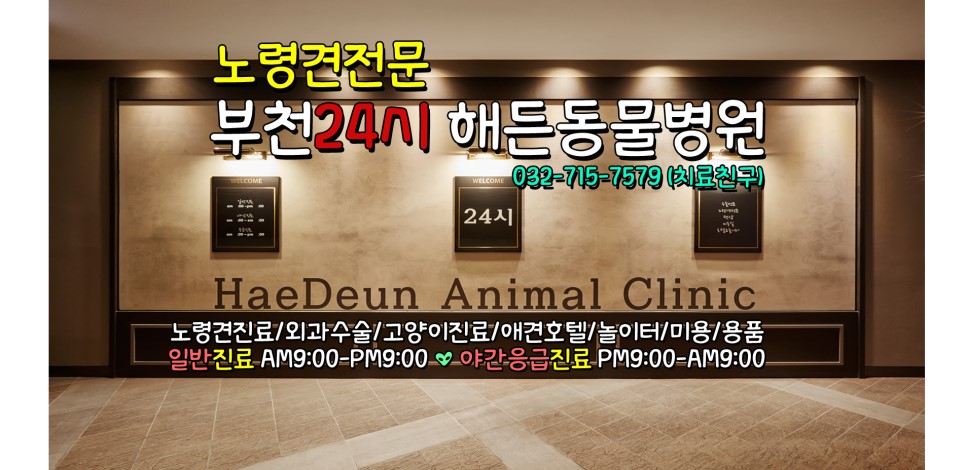 노령견전문
부천24시 해든동물병원
032-715-7579 (치료친구)
WELCOME
WELCOME
24시
HaeDeun Animal Clinic
노령견진료/외과수술/고양이진료/애견호텔/놀이터/미용/용품
일반진료 AM9:00-PM9:00 야간응급진료 PM9:00-AM9:00